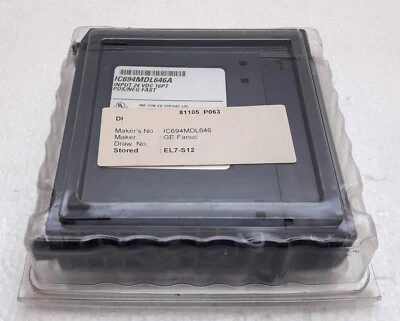 IC694MDL646A
INPUT 24 VDC 16PT
POS/NEG FAST
81105 P063
DI
Maker's No : IC694MDL646
Maker : GE Fanuc
Draw. No.
Stored : EL7-S12